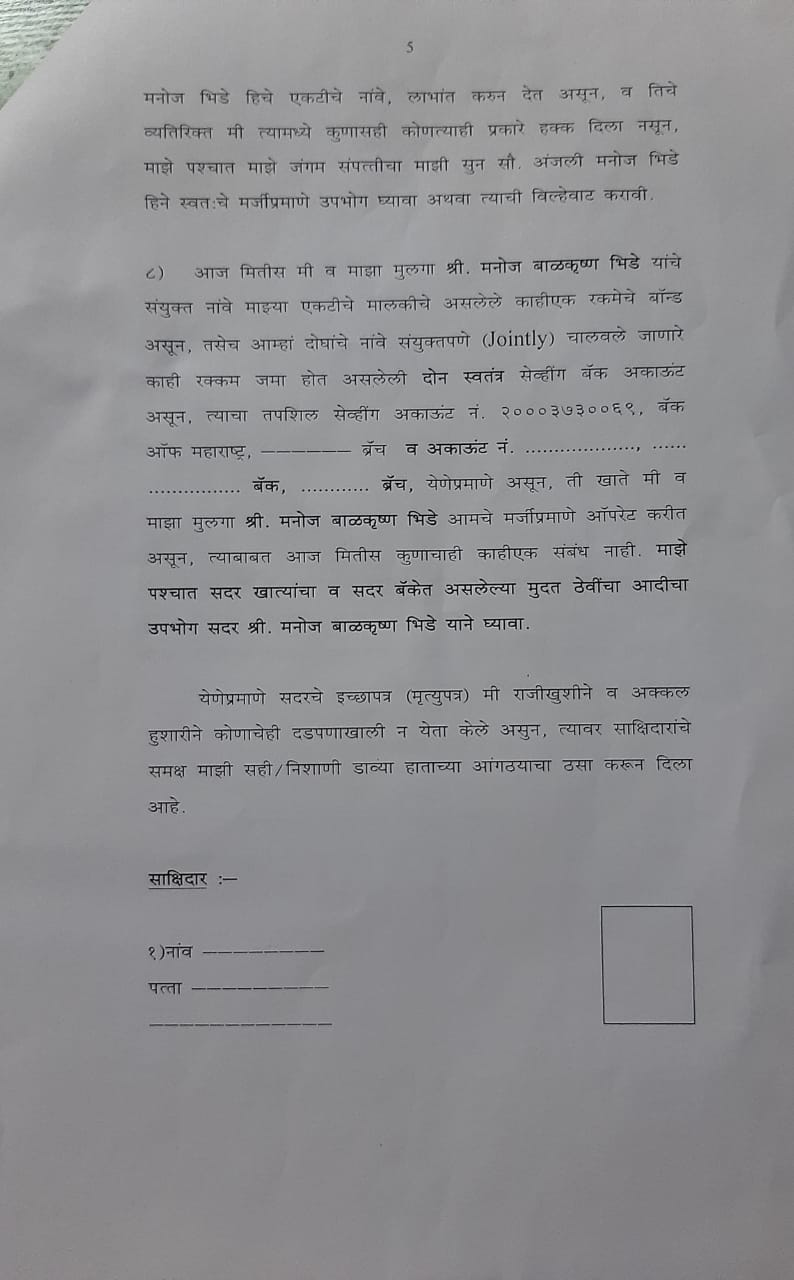 5
मनोज भिडे हिचे एकटीचे नांवे, लाभांत करुन देत असून, व तिचे
व्यतिरिक्त मी त्यामध्ये कुणासही कोणत्याही प्रकारे हक्क दिला नसून,
माझे पश्चात माझे जंगम संपत्तीचा माझी सुन सौ. अंजली मनोज भिडे
हिने स्वत:चे मर्जीप्रमाणे उपभोग घ्यावा अथवा त्याची विल्हेवाट करावी.
८) आज मितीस मी व माझा मुलगा श्री. मनोज बाळकृष्ण भिडे यांचे
संयुक्त नांवे माझ्या एकटीचे मालकीचे असलेले काहीएक रकमेचे बॉन्ड
असून, तसेच आम्हां दोघांचे नांवे संयुक्तपणे (Jointly) चालवले जाणारे
काही रक्कम जमा होत असलेली दोन स्वतंत्र सेव्हींग बॅक अकाऊंट
असून, त्याचा तपशिल सेव्हींग अकाऊंट नं. २०००३७३००६९, बॅक
ऑफ महाराष्ट्र, —————— ब्रॅच व अकाऊंट नं. ..................., ......
................ बॅक, ............ ब्रॅच, येणेप्रमाणे असून, ती खाते मी व
माझा मुलगा श्री. मनोज बाळकृष्ण भिडे आमचे मर्जीप्रमाणे ऑपरेट करीत
असून, त्याबाबत आज मितीस कुणाचाही काहीएक संबंध नाही. माझे
पश्चात सदर खात्यांचा व सदर बॅकेत असलेल्या मुदत ठेवींचा आदीचा
उपभोग सदर श्री. मनोज बाळकृष्ण भिडे याने घ्यावा.
येणेप्रमाणे सदरचे इच्छापत्र (मृत्युपत्र) मी राजीखुशीने व अक्कल
हुशारीने कोणाचेही दडपणाखाली न येता केले असुन, त्यावर साक्षिदारांचे
समक्ष माझी सही/निशाणी डाव्या हाताच्या आंगठयाचा ठसा करून दिला
आहे.
साक्षिदार :—
१)नांव ————————
पत्ता —————————
————————————